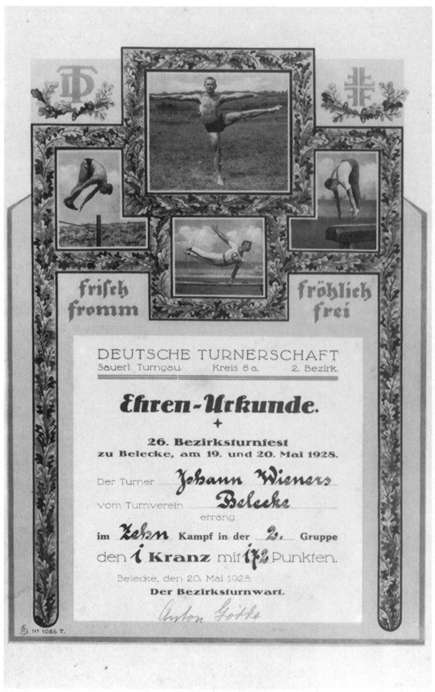 DT
frisch
fromm
fröhlich
frei
DEUTSCHE TURNERSCHAFT
Sauerl. Turngau. Kreis 8a. 2. Bezirk.
Ehren-Urkunde.
26. Bezirksturnfest
zu Belecke, am 19. und 20. Mai 1928.
Der Turner Johann Wieners
vom Turnverein Belecke
errang
im Zehn Kampf in der 2. Gruppe
den 1 Kranz mit 172 Punkten.
Belecke, den 20. Mai 1928.
Der Bezirksturnwart.
Anton